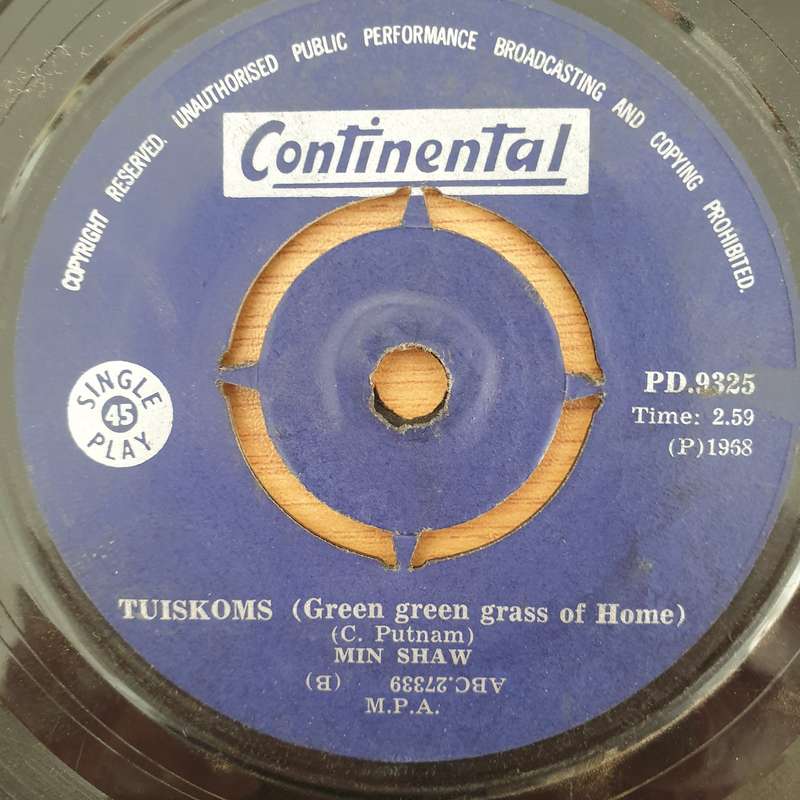 COPYRIGHT RESERVED. UNAUTHORISED PUBLIC PERFORMANCE BROADCASTING AND COPYING PROHIBITED.
Continental
SINGLE
45
PLAY
PD.9325
Time: 2.59
(P)1968
TUISKOMS (Green green grass of Home)
(C. Putnam)
MIN SHAW
ABC.27339 (B)
M.P.A.